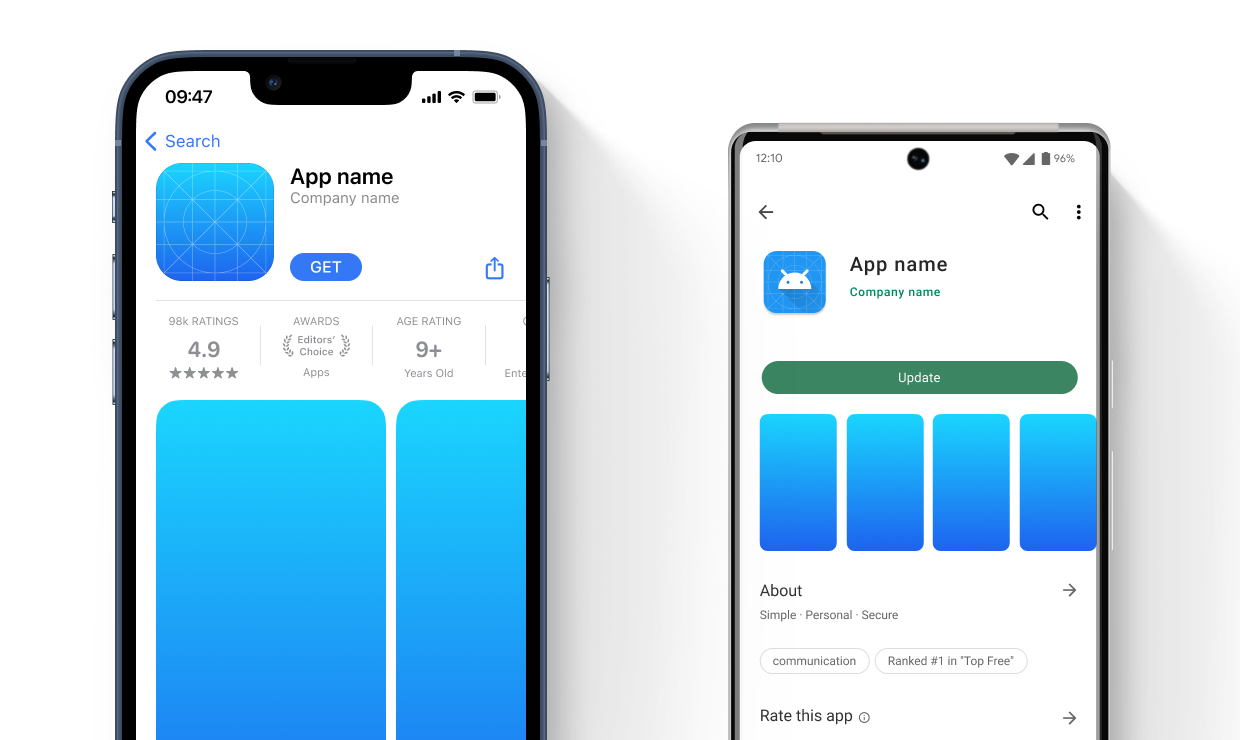 09:47
Search
App name
Company name
GET
98k RATINGS
4.9
AWARDS
Editors'
Choice
Apps
AGE RATING
9+
Years Old
Ente
12:10
96%
App name
Company name
Update
About
Simple · Personal · Secure
communication
Ranked #1 in "Top Free"
Rate this app